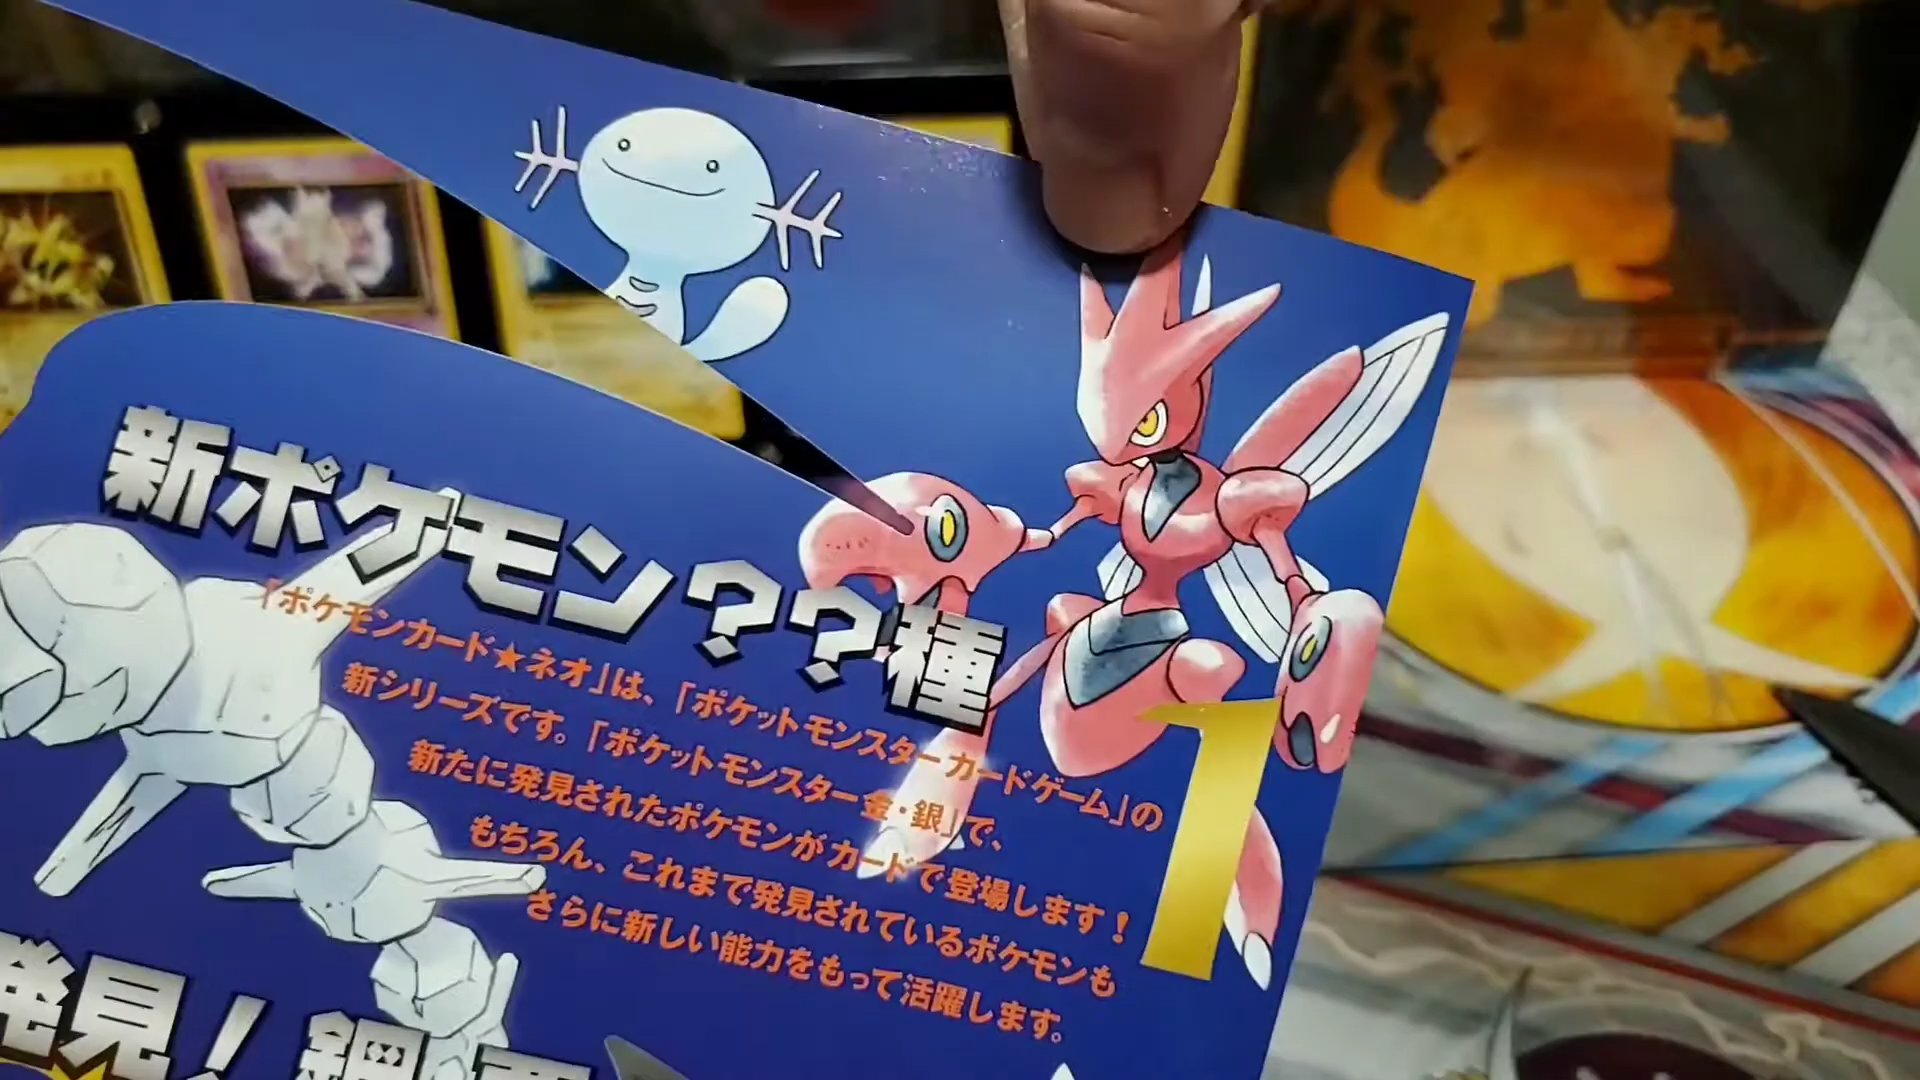 新ポケモン??種
「ポケモンカード★ネオ」は、「ポケットモンスターカードゲーム」の
新シリーズです。「ポケットモンスター金・銀」で、
新たに発見されたポケモンがカードで登場します!
もちろん、これまで発見されているポケモンも
さらに新しい能力をもって活躍します。
1
発見!鋼